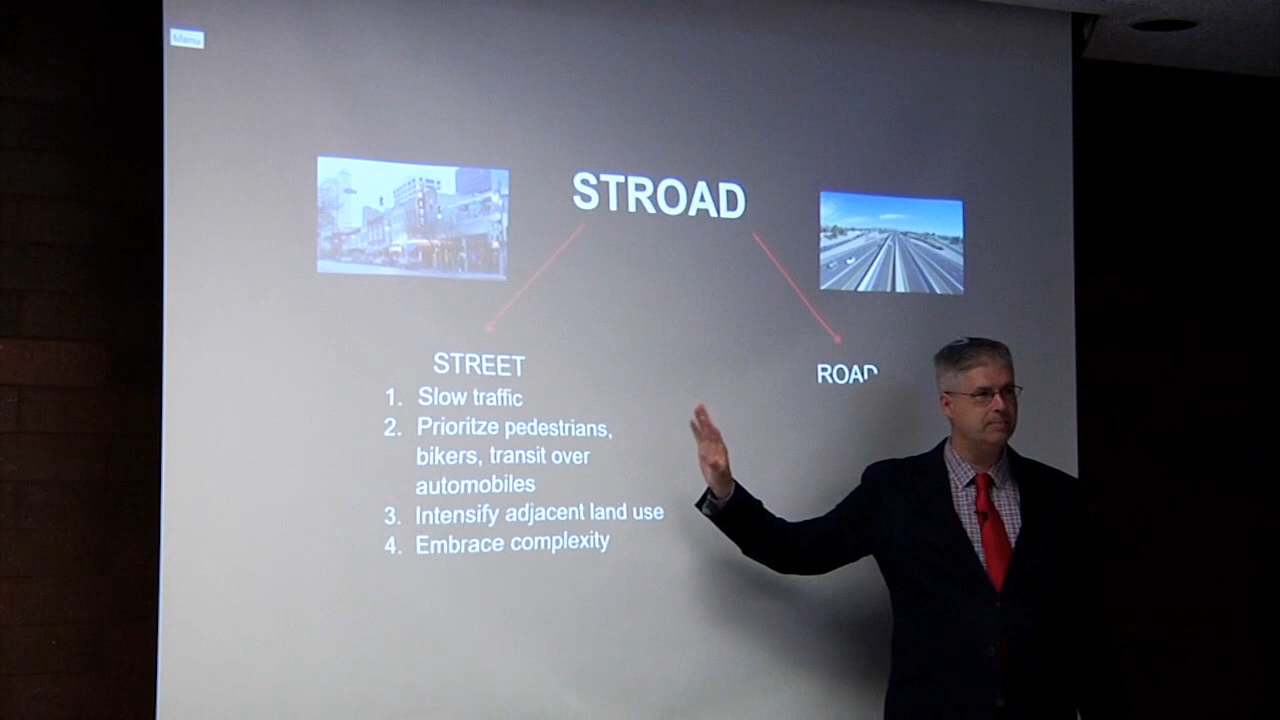 Menu
STROAD
STREET
ROAD
1. Slow traffic
2. Prioritze pedestrians,
bikers, transit over
automobiles
3. Intensify adjacent land use
4. Embrace complexity